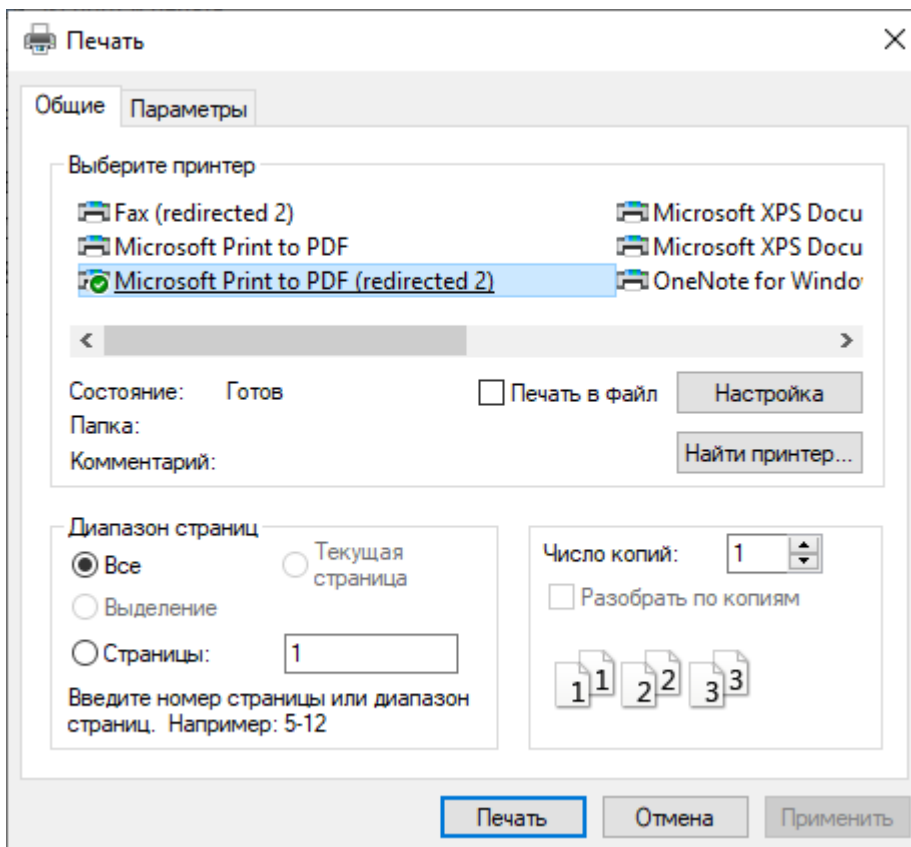 Печать
Общие
Параметры
Выберите принтер
Fax (redirected 2)
Microsoft Print to PDF
Microsoft Print to PDF (redirected 2)
Microsoft XPS Docu
Microsoft XPS Docu
OneNote for Windo
Состояние: Готов
Папка:
Комментарий:
Печать в файл
Настройка
Найти принтер...
Диапазон страниц
Все
Текущая
страница
Выделение
Страницы: 1
Введите номер страницы или диапазон
страниц. Например: 5-12
Число копий: 1
Разобрать по копиям
1 1 2 2 3 3
Печать
Отмена
Применить